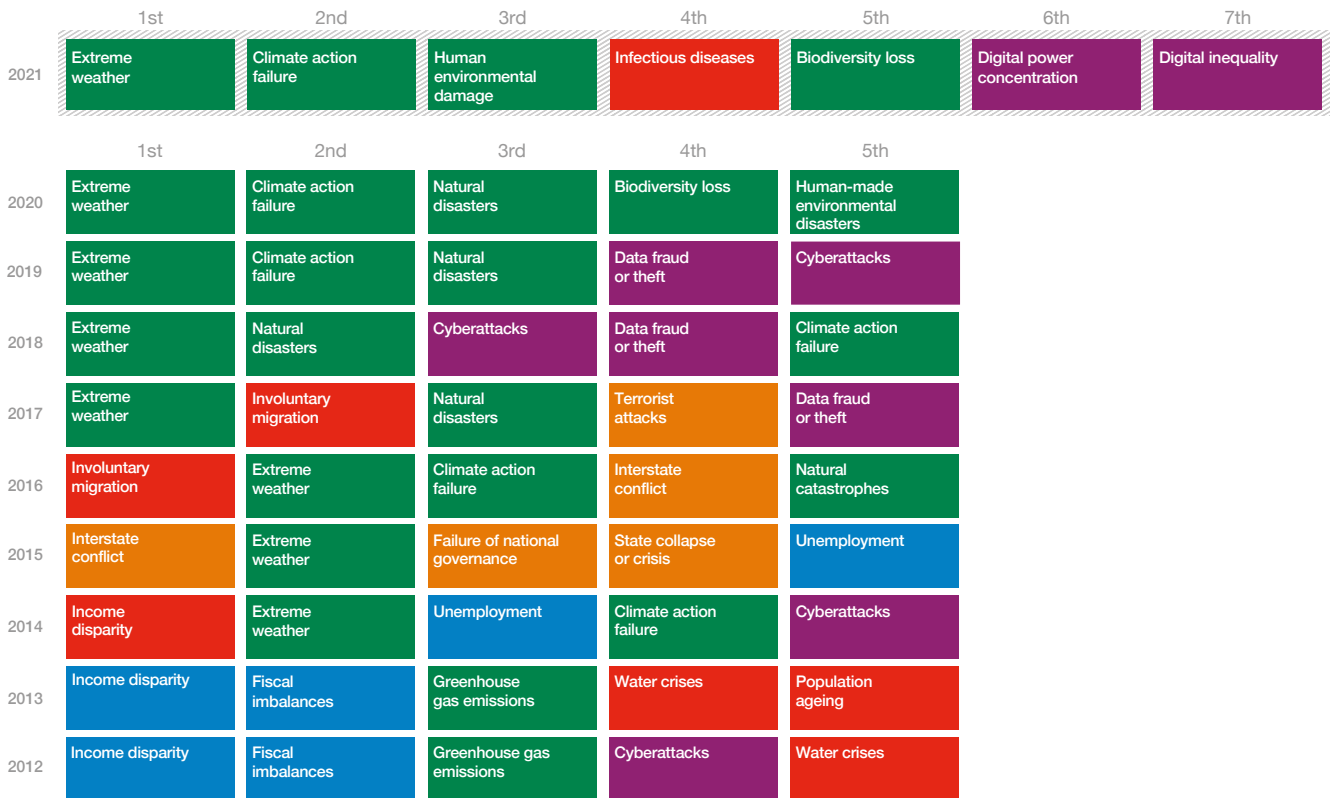 1st 2nd 3rd 4th 5th 6th 7th
2021
Extreme
weather
Climate action
failure
Human
environmental
damage
Infectious diseases
Biodiversity loss
Digital power
concentration
Digital inequality
1st 2nd 3rd 4th 5th
2020
Extreme
weather
Climate action
failure
Natural
disasters
Biodiversity loss
Human-made
environmental
disasters
2019
Extreme
weather
Climate action
failure
Natural
disasters
Data fraud
or theft
Cyberattacks
2018
Extreme
weather
Natural
disasters
Cyberattacks
Data fraud
or theft
Climate action
failure
2017
Extreme
weather
Involuntary
migration
Natural
disasters
Terrorist
attacks
Data fraud
or theft
2016
Involuntary
migration
Extreme
weather
Climate action
failure
Interstate
conflict
Natural
catastrophes
2015
Interstate
conflict
Extreme
weather
Failure of national
governance
State collapse
or crisis
Unemployment
2014
Income
disparity
Extreme
weather
Unemployment
Climate action
failure
Cyberattacks
2013
Income disparity
Fiscal
imbalances
Greenhouse
gas emissions
Water crises
Population
ageing
2012
Income disparity
Fiscal
imbalances
Greenhouse gas
emissions
Cyberattacks
Water crises